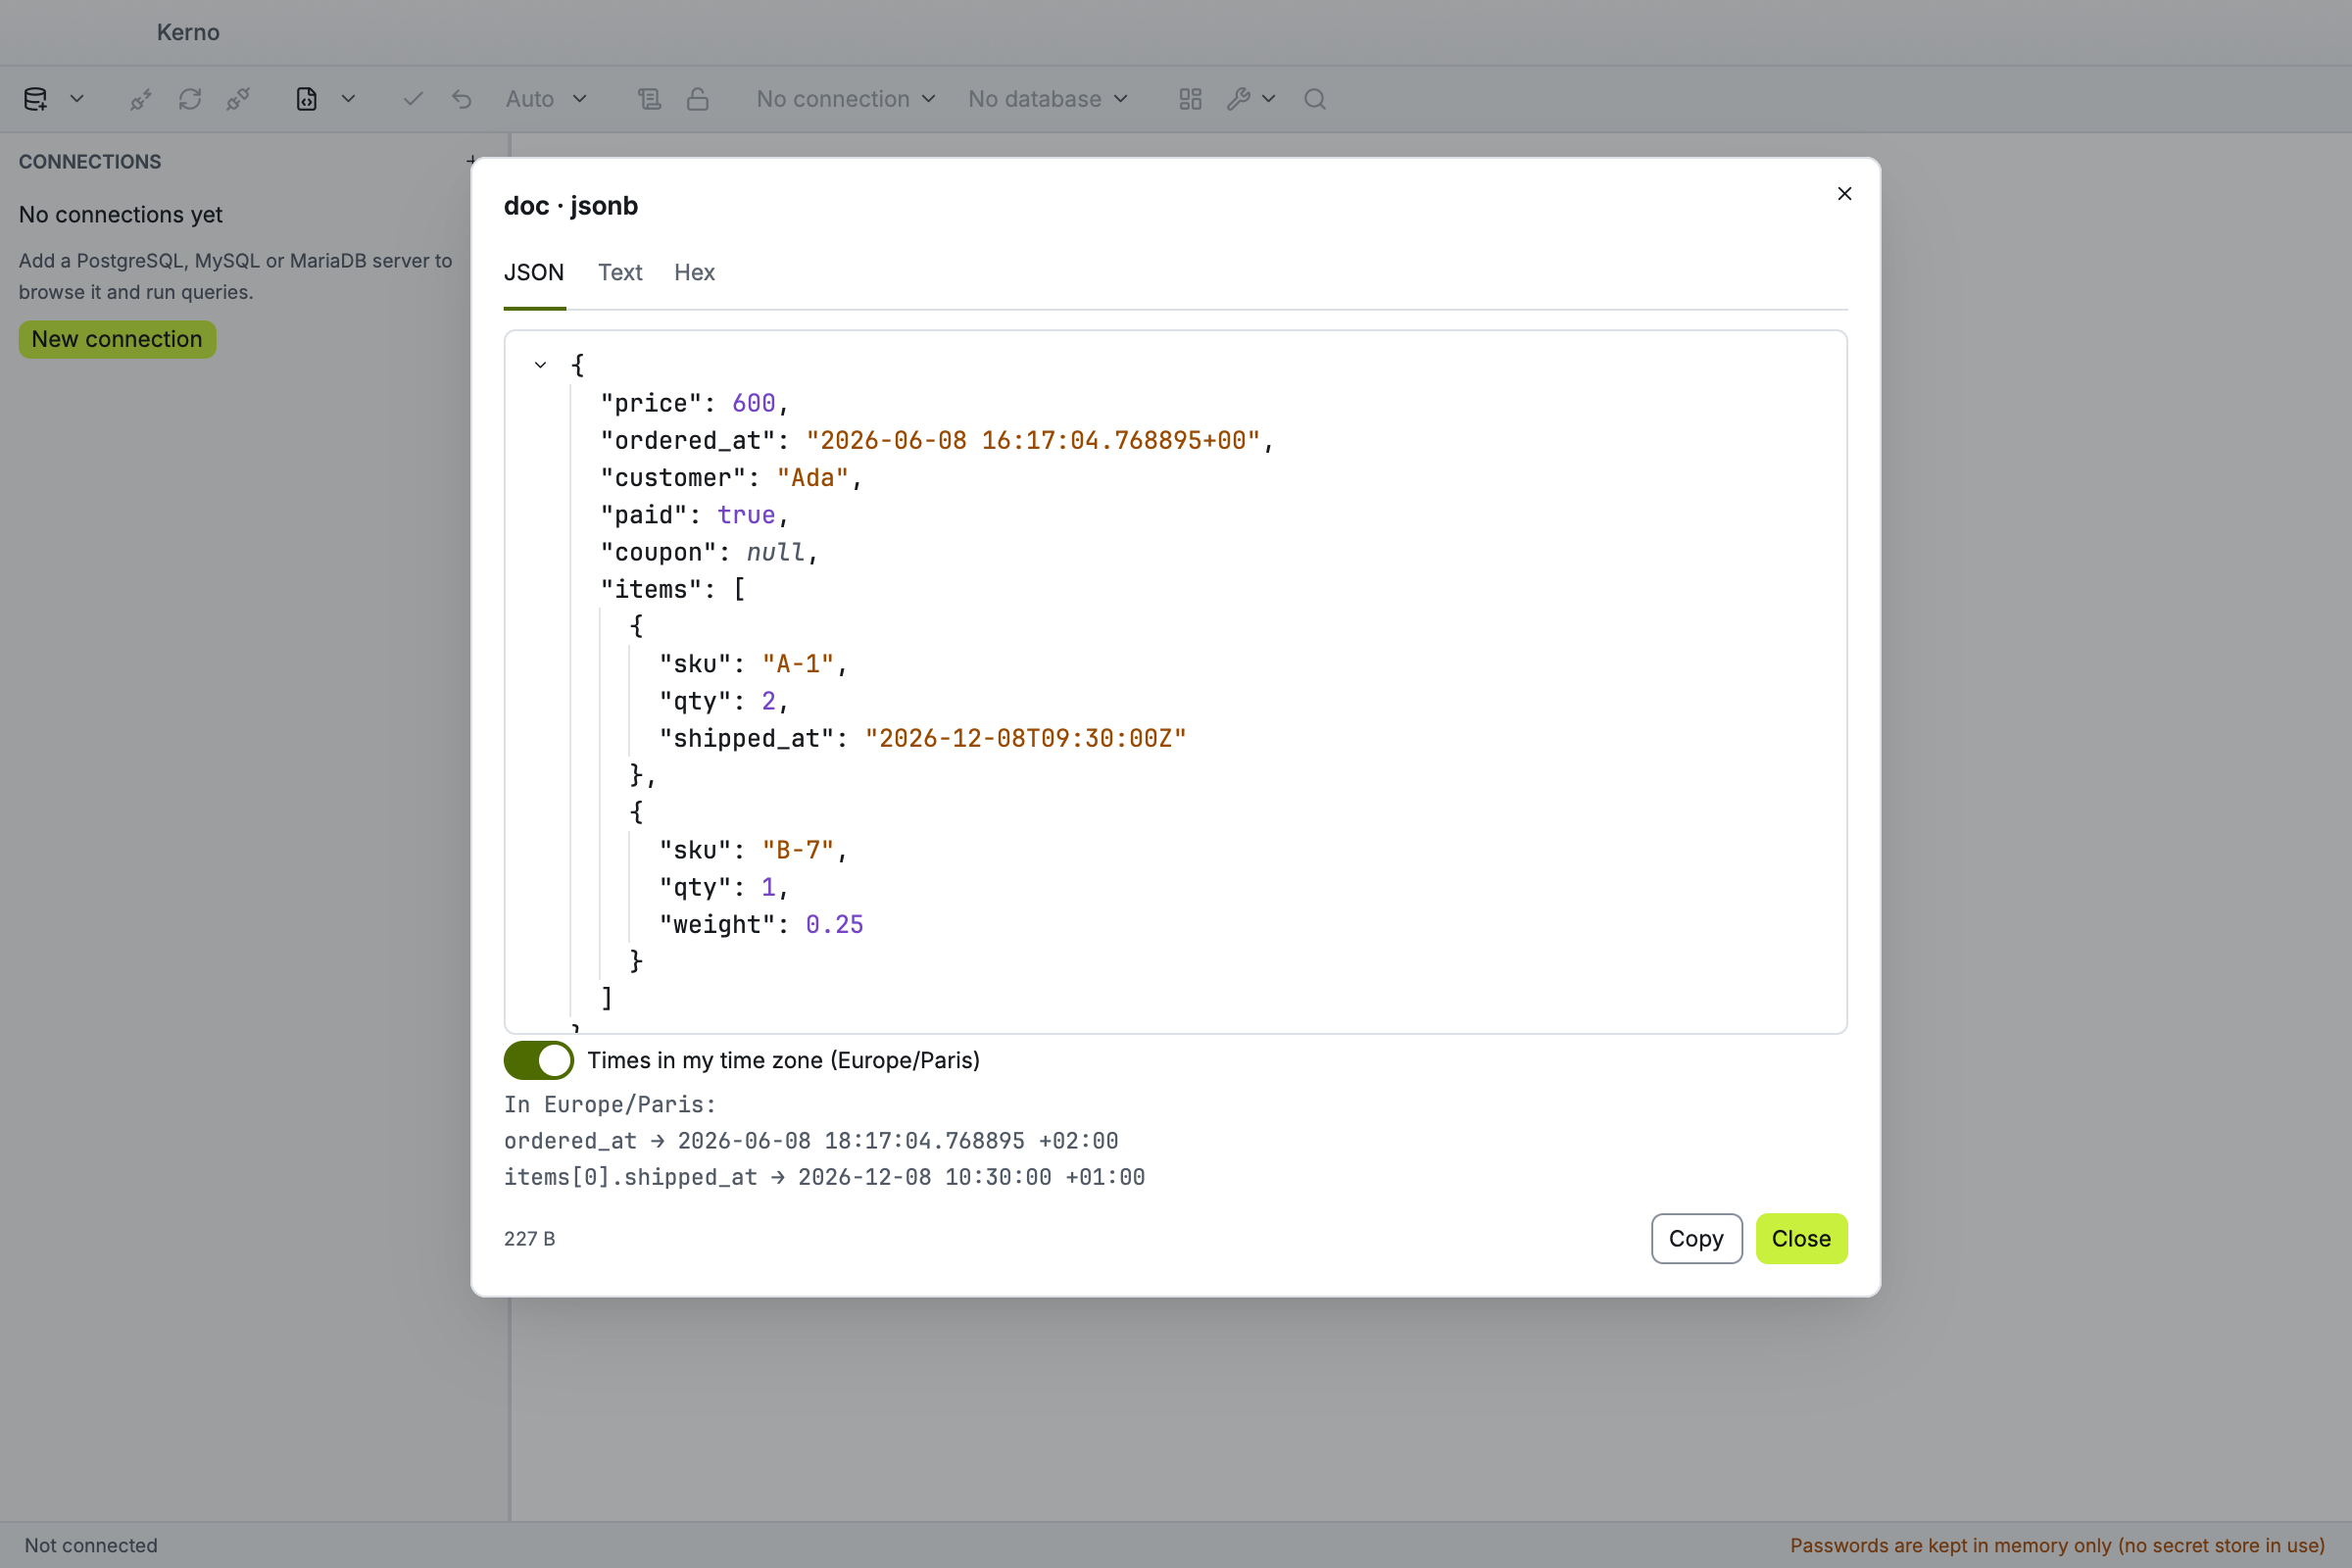 Kerno
Auto No connection No database
CONNECTIONS +
No connections yet
Add a PostgreSQL, MySQL or MariaDB server to
browse it and run queries.
New connection
doc · jsonb
JSON Text Hex
{
"price": 600,
"ordered_at": "2026-06-08 16:17:04.768895+00",
"customer": "Ada",
"paid": true,
"coupon": null,
"items": [
{
"sku": "A-1",
"qty": 2,
"shipped_at": "2026-12-08T09:30:00Z"
},
{
"sku": "B-7",
"qty": 1,
"weight": 0.25
}
]
}
Times in my time zone (Europe/Paris)
In Europe/Paris:
ordered_at → 2026-06-08 18:17:04.768895 +02:00
items[0].shipped_at → 2026-12-08 10:30:00 +01:00
227 B
Copy Close
Not connected
Passwords are kept in memory only (no secret store in use)